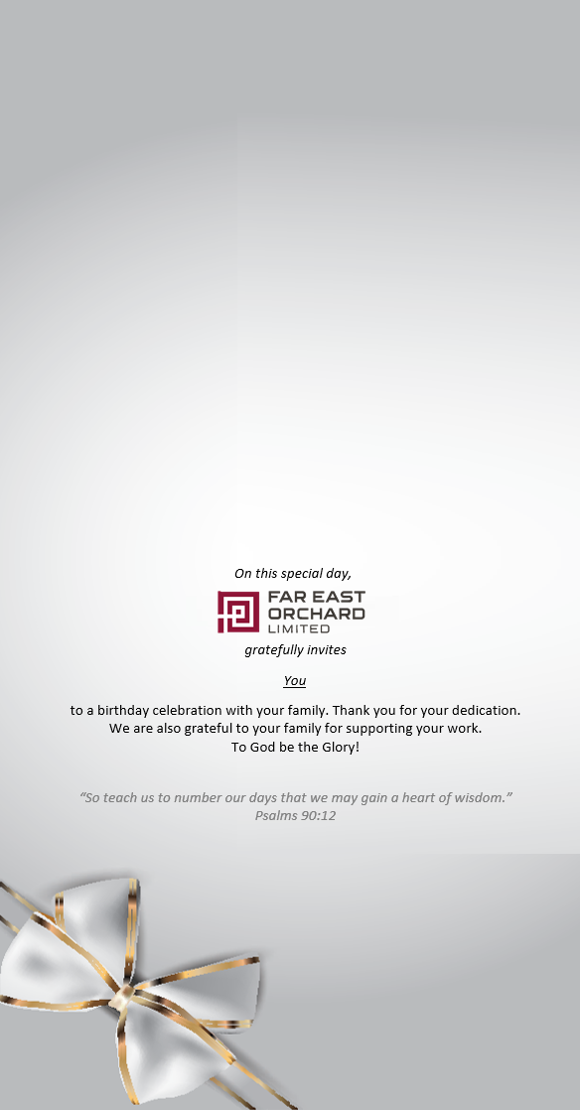 On this special day,
FAR EAST
ORCHARD
LIMITED
gratefully invites
You
to a birthday celebration with your family. Thank you for your dedication.
We are also grateful to your family for supporting your work.
To God be the Glory!
“So teach us to number our days that we may gain a heart of wisdom.”
Psalms 90:12